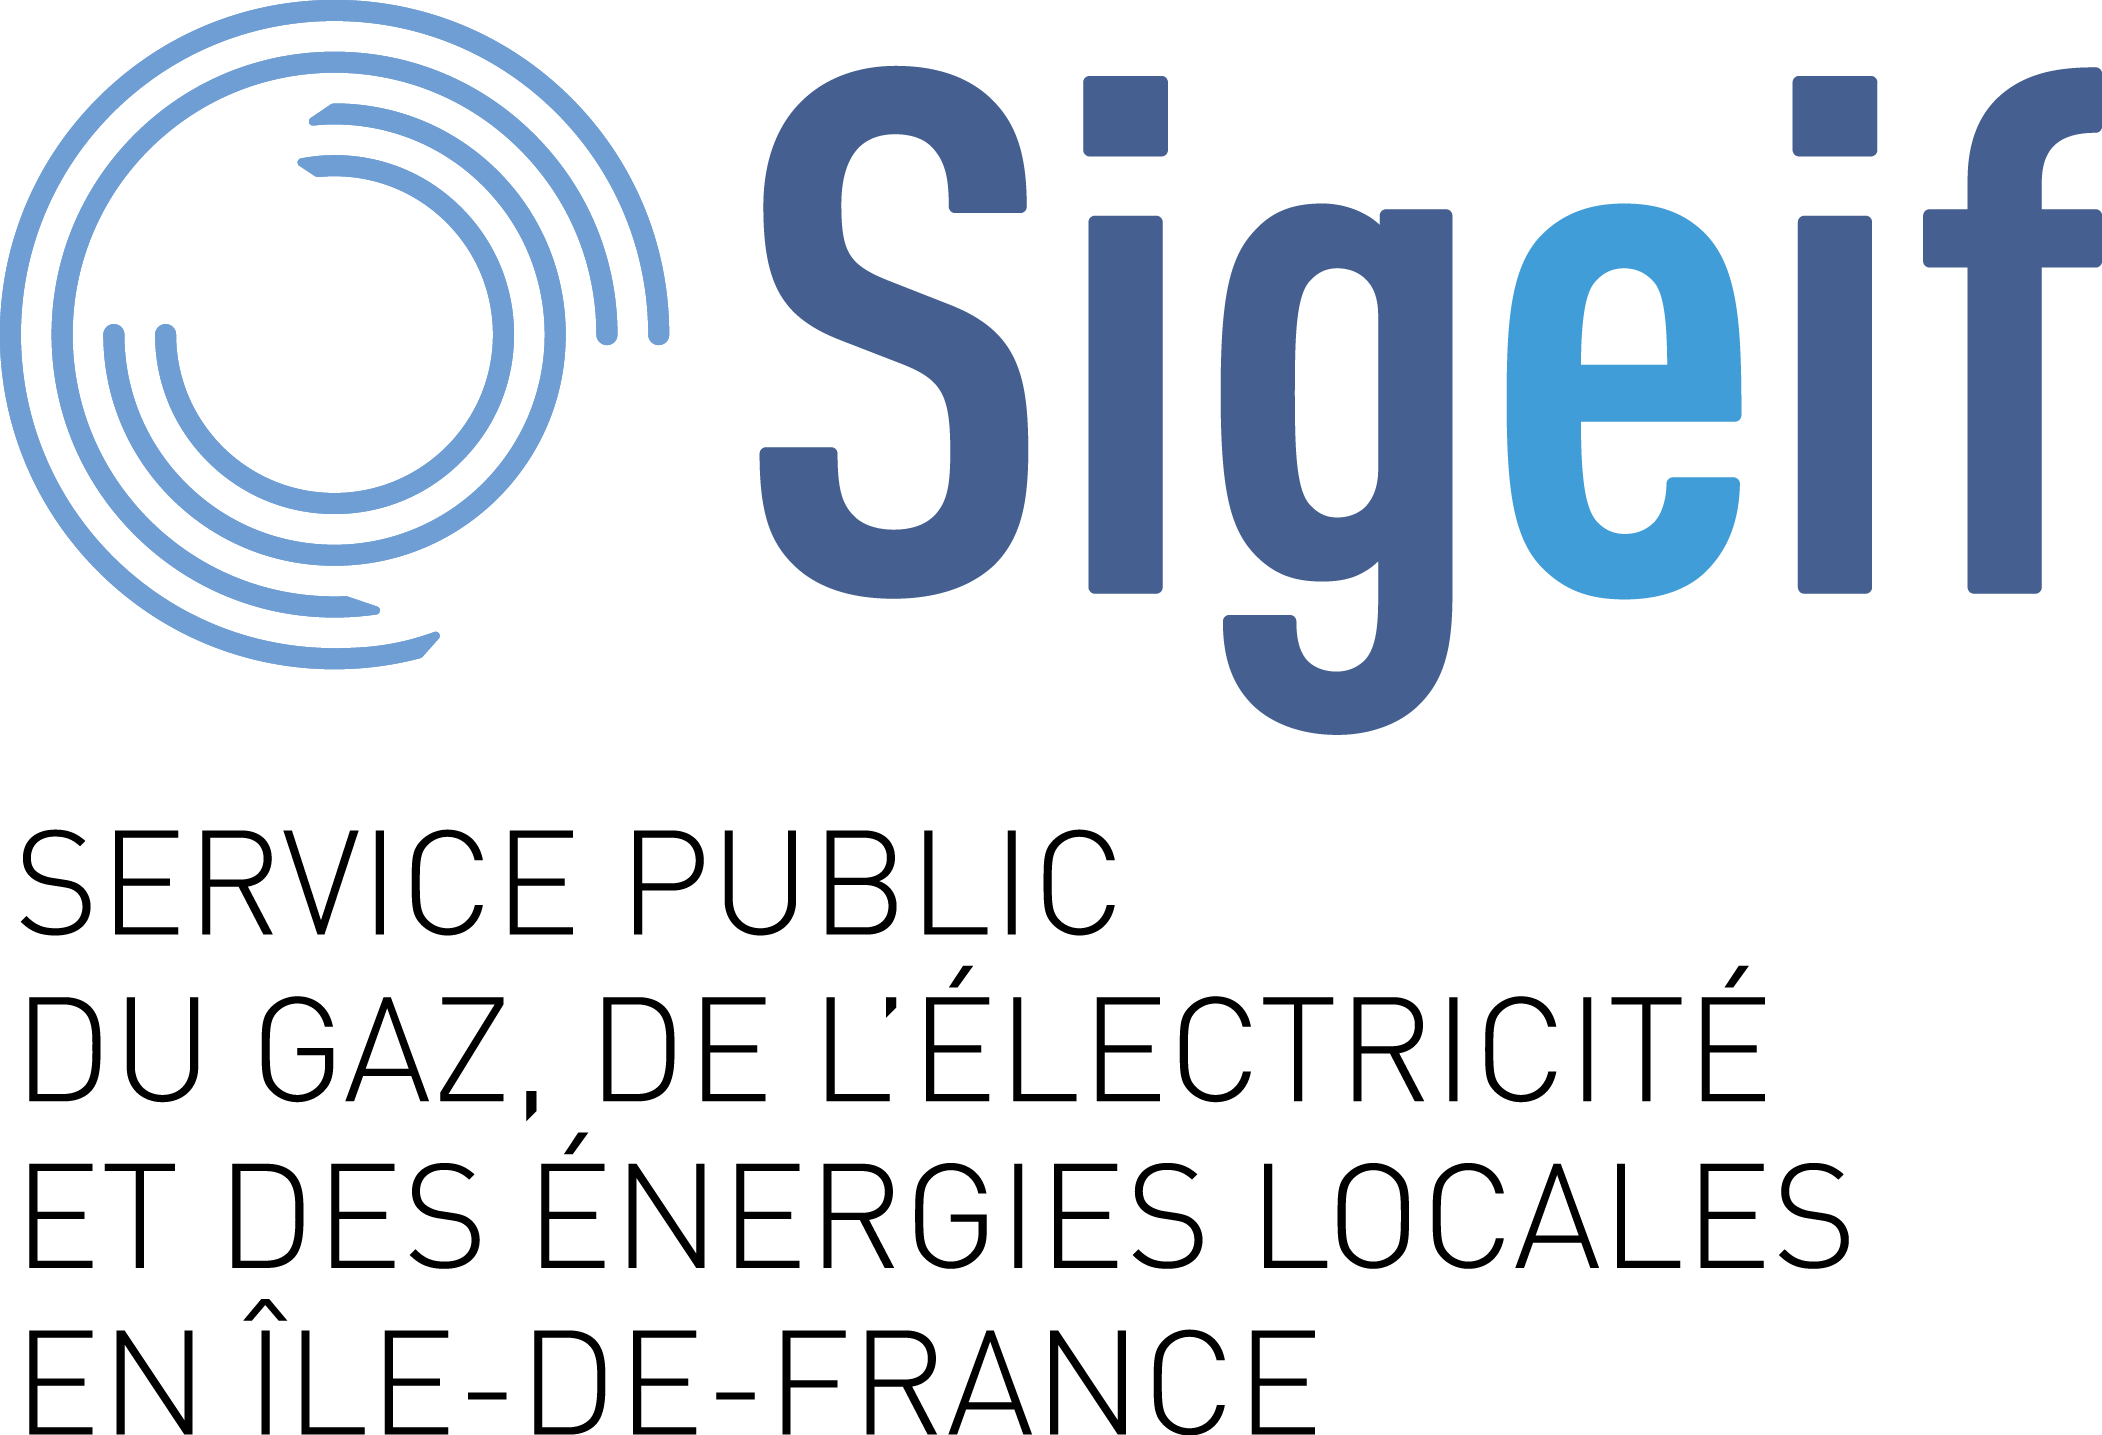 Sigeif
SERVICE PUBLIC
DU GAZ, DE L'ÉLECTRICITÉ
ET DES ÉNERGIES LOCALES
EN ÎLE-DE-FRANCE